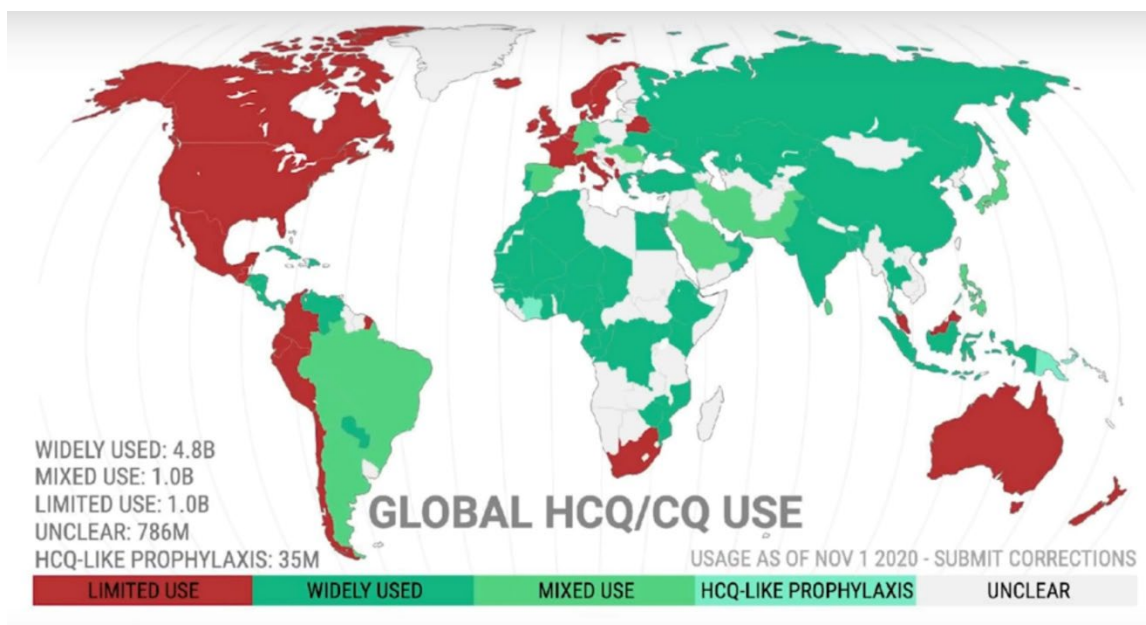 WIDELY USED: 4.8B
MIXED USE: 1.0B
LIMITED USE: 1.0B
UNCLEAR: 786M
HCQ-LIKE PROPHYLAXIS: 35M
GLOBAL HCQ/CQ USE
USAGE AS OF NOV 1 2020 - SUBMIT CORRECTIONS
LIMITED USE WIDELY USED MIXED USE HCQ-LIKE PROPHYLAXIS UNCLEAR